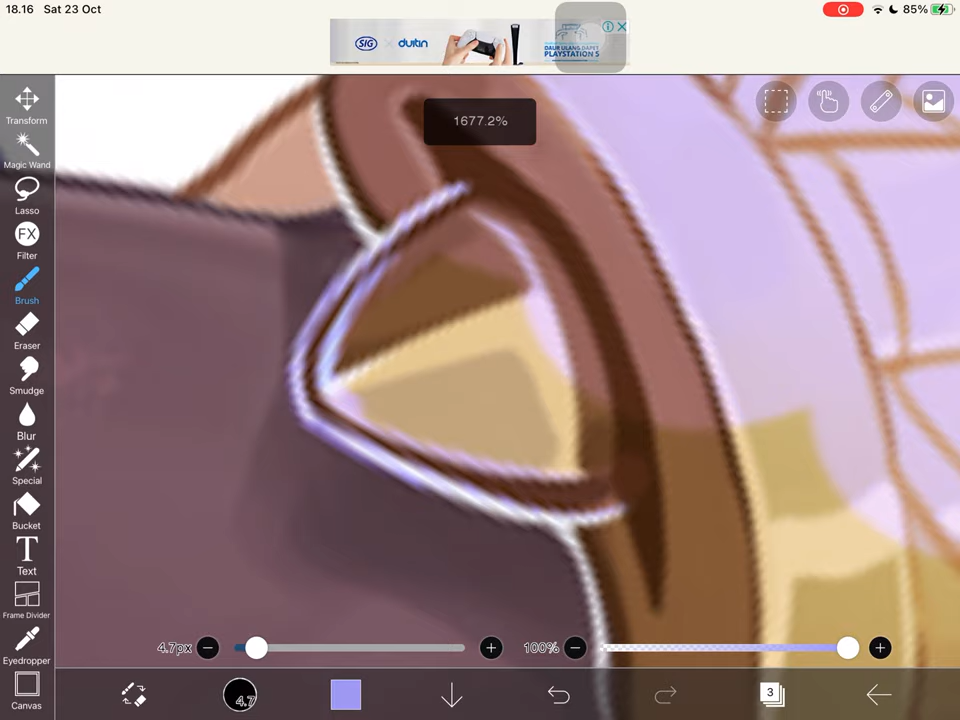 18.16 Sat 23 Oct
85%
SIG × duitin
DAUR ULANG DAPET
PLAYSTATION 5
1677.2%
Transform
Magic Wand
Lasso
FX
Filter
Brush
Eraser
Smudge
Blur
Special
Bucket
T
Text
Frame Divider
Eyedropper
Canvas
4.7px
100%
4.7
3